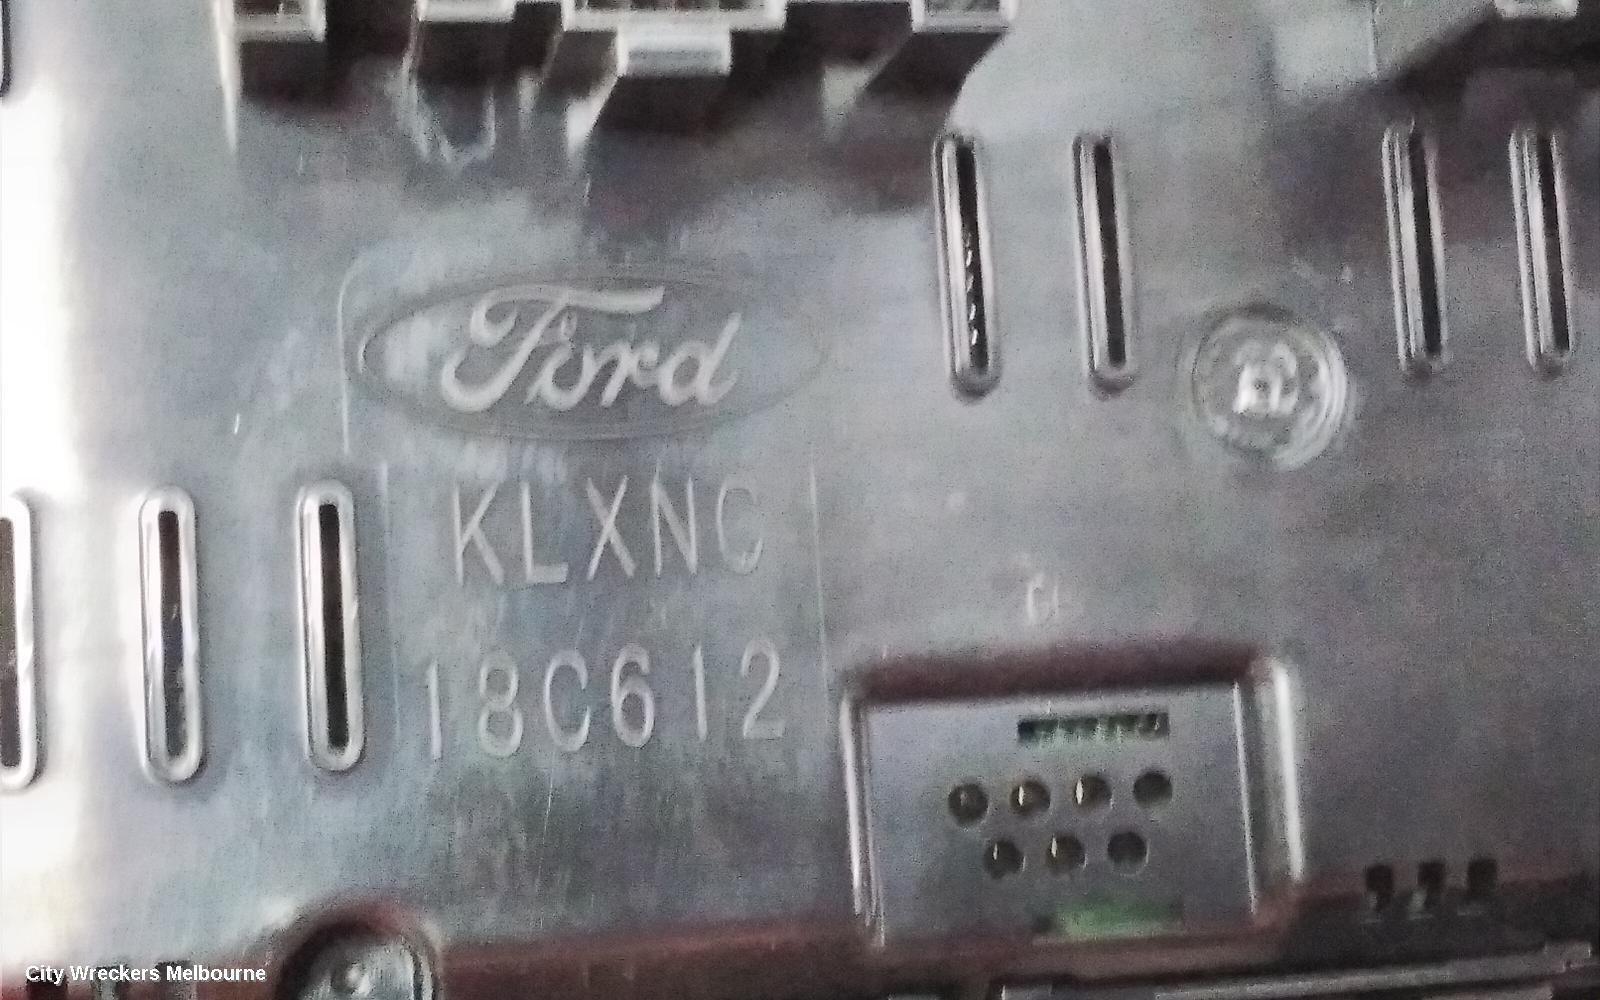 Ford
KLXNC
18C612
City Wreckers Melbourne